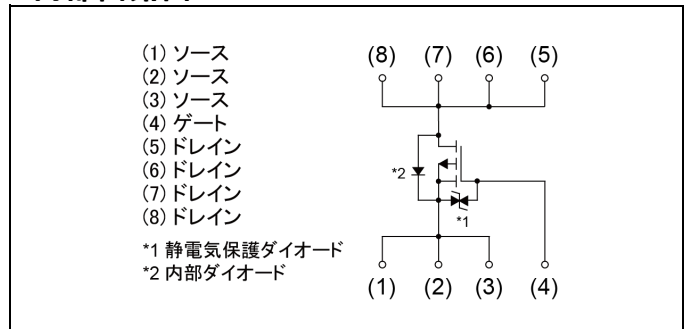 (1) ソース
(2) ソース
(3) ソース
(4) ゲート
(5) ドレイン
(6) ドレイン
(7) ドレイン
(8) ドレイン
*1 静電気保護ダイオード
*2 内部ダイオード
(8) (7) (6) (5)
*2
*1
(1) (2) (3) (4)